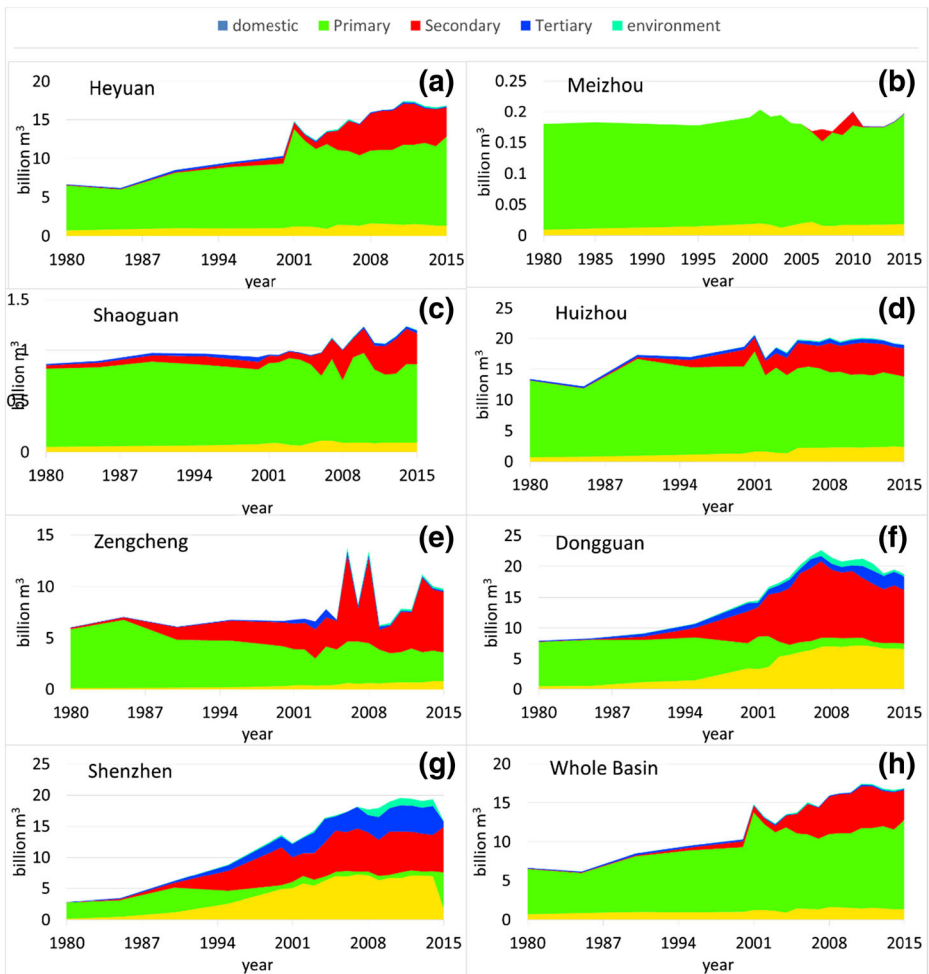 domestic Primary Secondary Tertiary environment
Heyuan (a)
20
15
10
5
0
billion m³
1980 1987 1994 2001 2008 2015
year
Meizhou (b)
0.25
0.2
0.15
0.1
0.05
0
billion m³
1980 1985 1990 1995 2000 2005 2010 2015
year
Shaoguan (c)
1.5
1
0.5
0
billion m³
1980 1987 1994 2001 2008 2015
year
Huizhou (d)
25
20
15
10
5
0
billion m³
1980 1987 1994 2001 2008 2015
year
Zengcheng (e)
15
10
5
0
billion m³
1980 1987 1994 2001 2008 2015
year
Dongguan (f)
25
20
15
10
5
0
billion m³
1980 1987 1994 2001 2008 2015
year
Shenzhen (g)
25
20
15
10
5
0
billion m³
1980 1987 1994 2001 2008 2015
year
Whole Basin (h)
20
15
10
5
0
billion m³
1980 1987 1994 2001 2008 2015
year